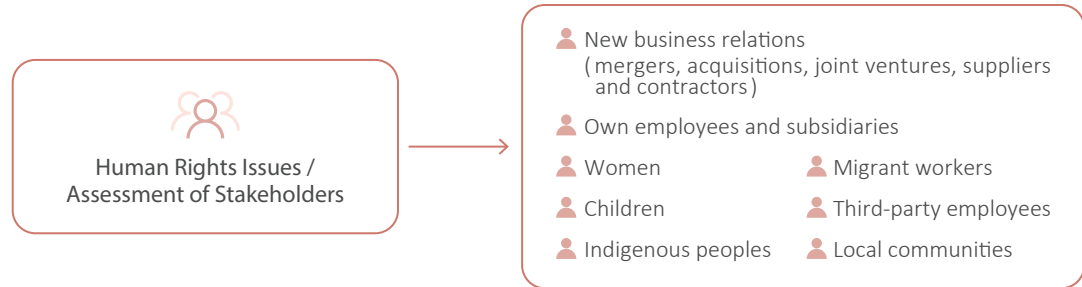 Human Rights Issues /
Assessment of Stakeholders
New business relations
(mergers, acquisitions, joint ventures, suppliers
and contractors)
Own employees and subsidiaries
Women
Migrant workers
Children
Third-party employees
Indigenous peoples
Local communities